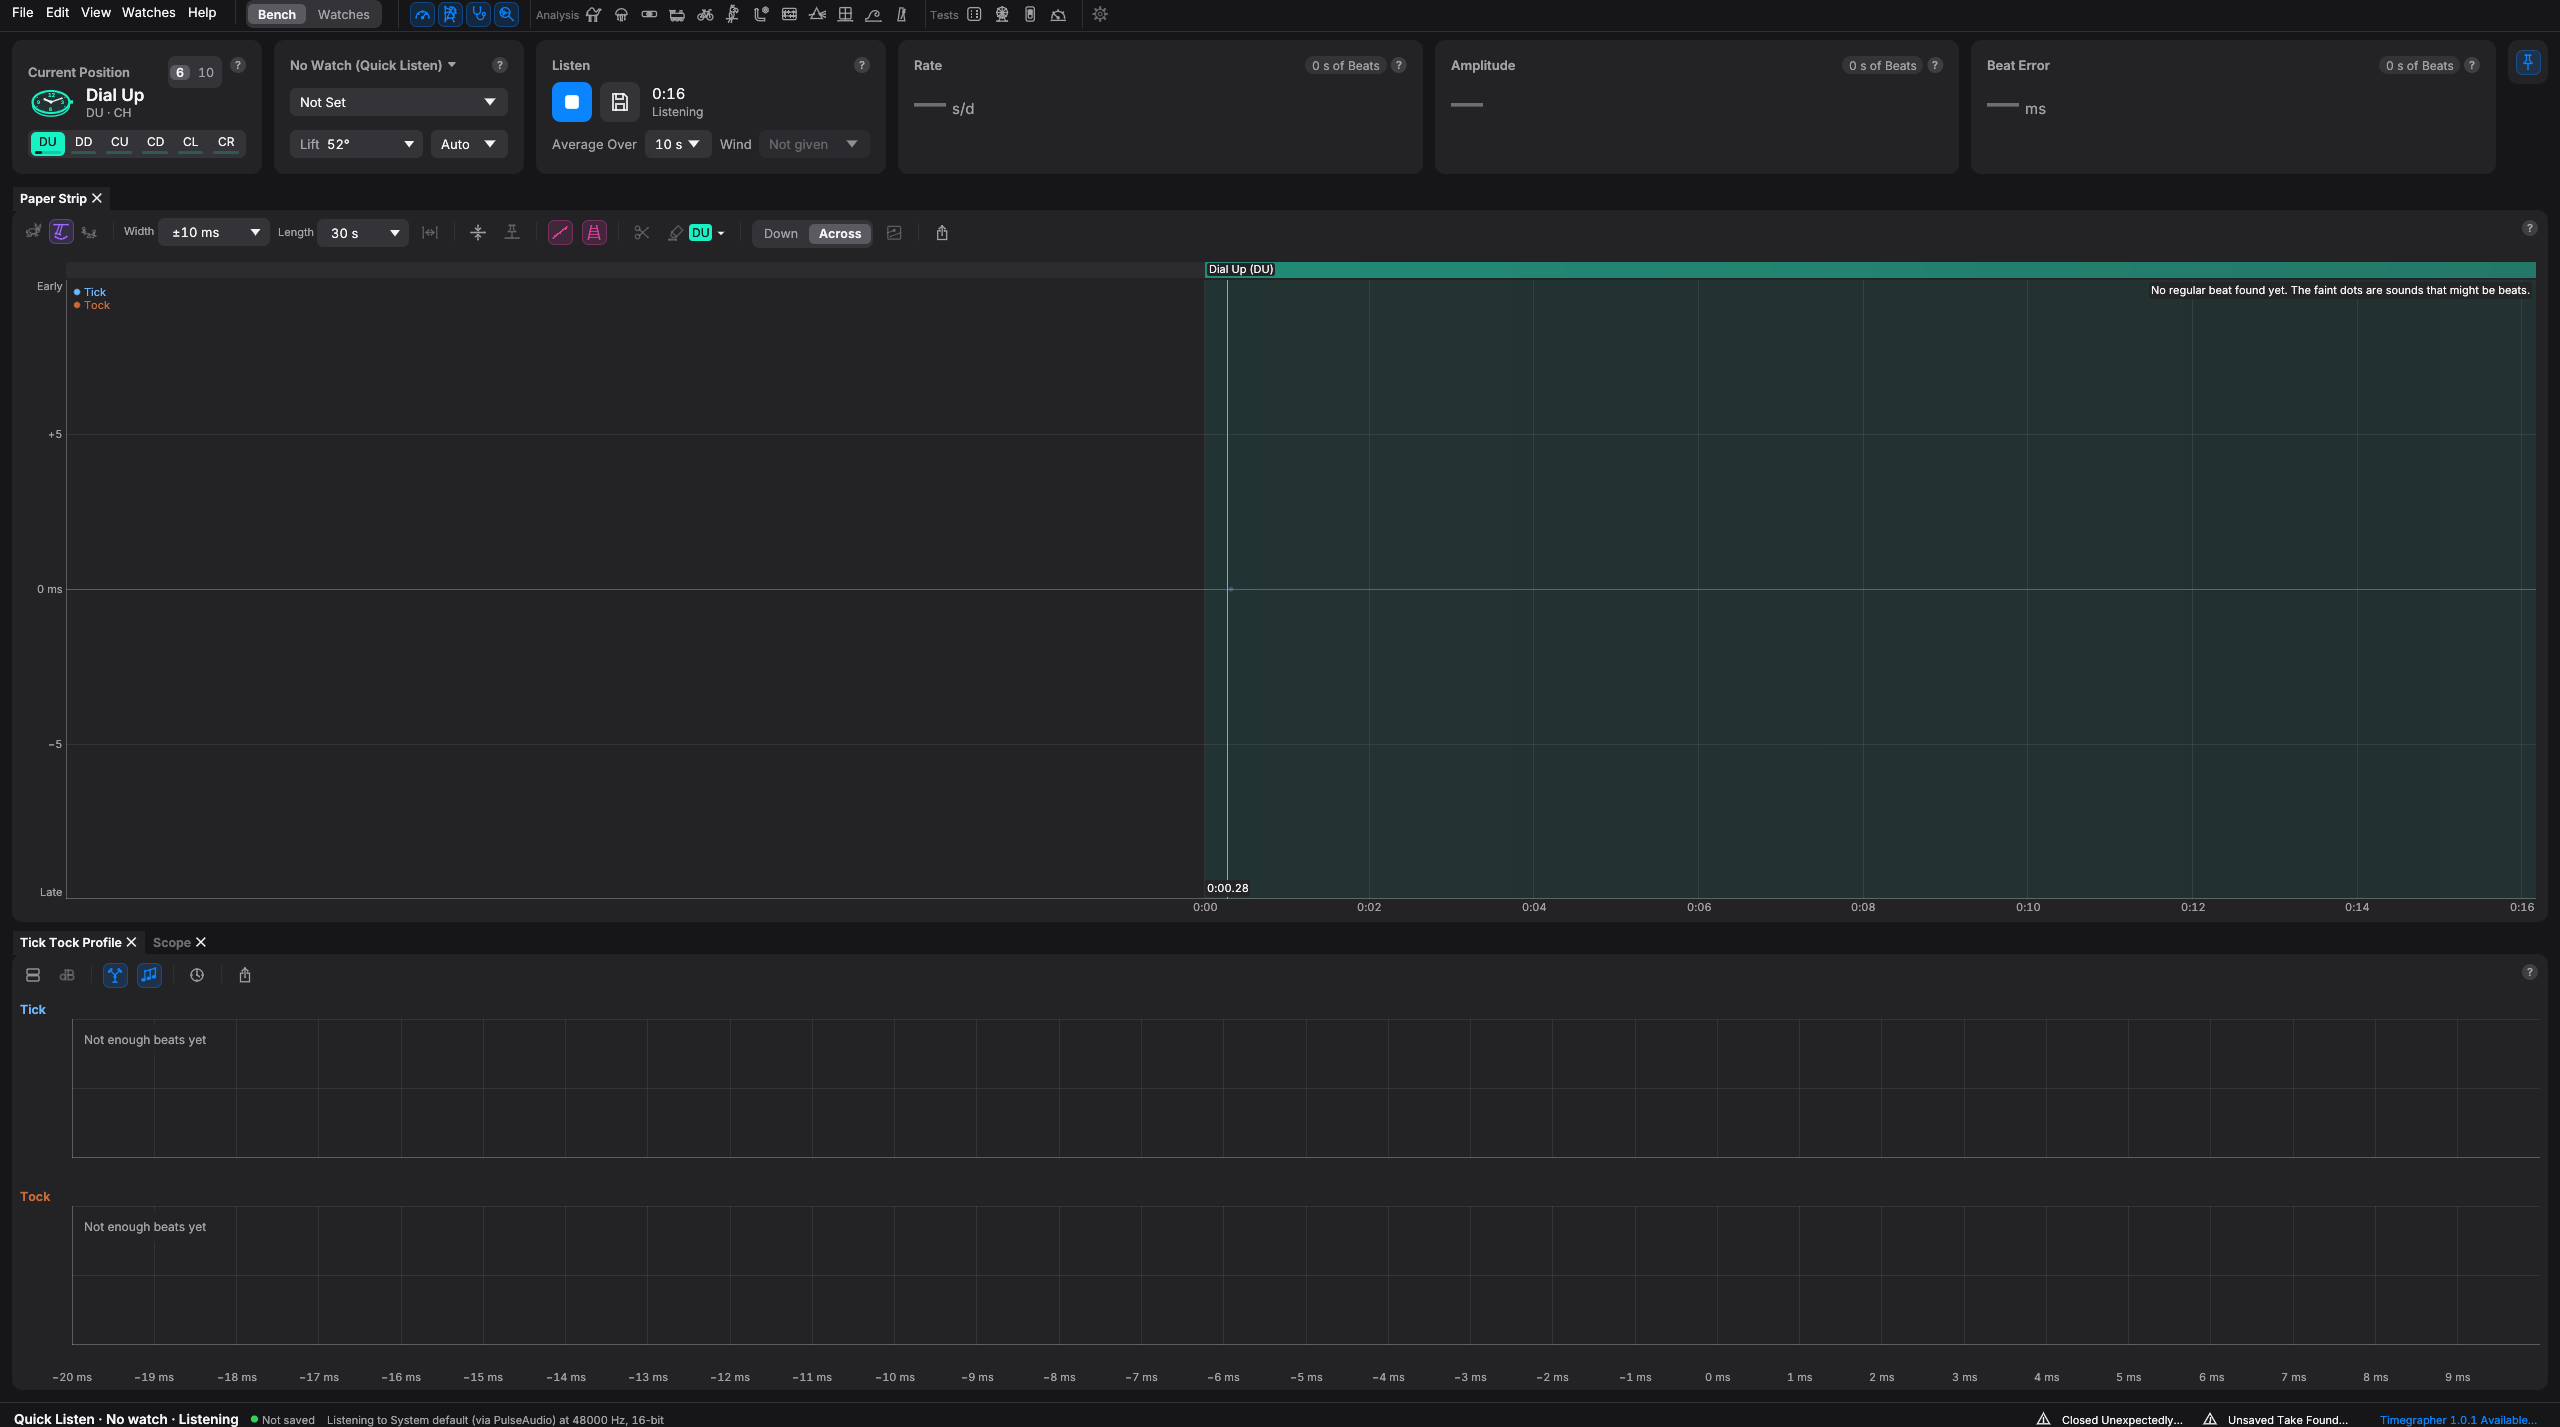 File Edit View Watches Help Bench Watches Analysis Tests
Current Position 6 10 ?
Dial Up
DU · CH
DU DD CU CD CL CR
No Watch (Quick Listen) ?
Not Set
Lift 52° Auto
Listen ?
0:16
Listening
Average Over 10 s Wind Not given
Rate 0 s of Beats ?
s/d
Amplitude 0 s of Beats ?
Beat Error 0 s of Beats ?
ms
Paper Strip
Width ±10 ms Length 30 s DU Down Across ?
Dial Up (DU)
Early
Tick
Tock
No regular beat found yet. The faint dots are sounds that might be beats.
+5
0 ms
−5
Late
0:00.28
0:00 0:02 0:04 0:06 0:08 0:10 0:12 0:14 0:16
Tick Tock Profile Scope
dB ?
Tick
Not enough beats yet
Tock
Not enough beats yet
−20 ms −19 ms −18 ms −17 ms −16 ms −15 ms −14 ms −13 ms −12 ms −11 ms −10 ms −9 ms −8 ms −7 ms −6 ms −5 ms −4 ms −3 ms −2 ms −1 ms 0 ms 1 ms 2 ms 3 ms 4 ms 5 ms 6 ms 7 ms 8 ms 9 ms
Quick Listen · No watch · Listening Not saved Listening to System default (via PulseAudio) at 48000 Hz, 16-bit Closed Unexpectedly... Unsaved Take Found... Timegrapher 1.0.1 Available...